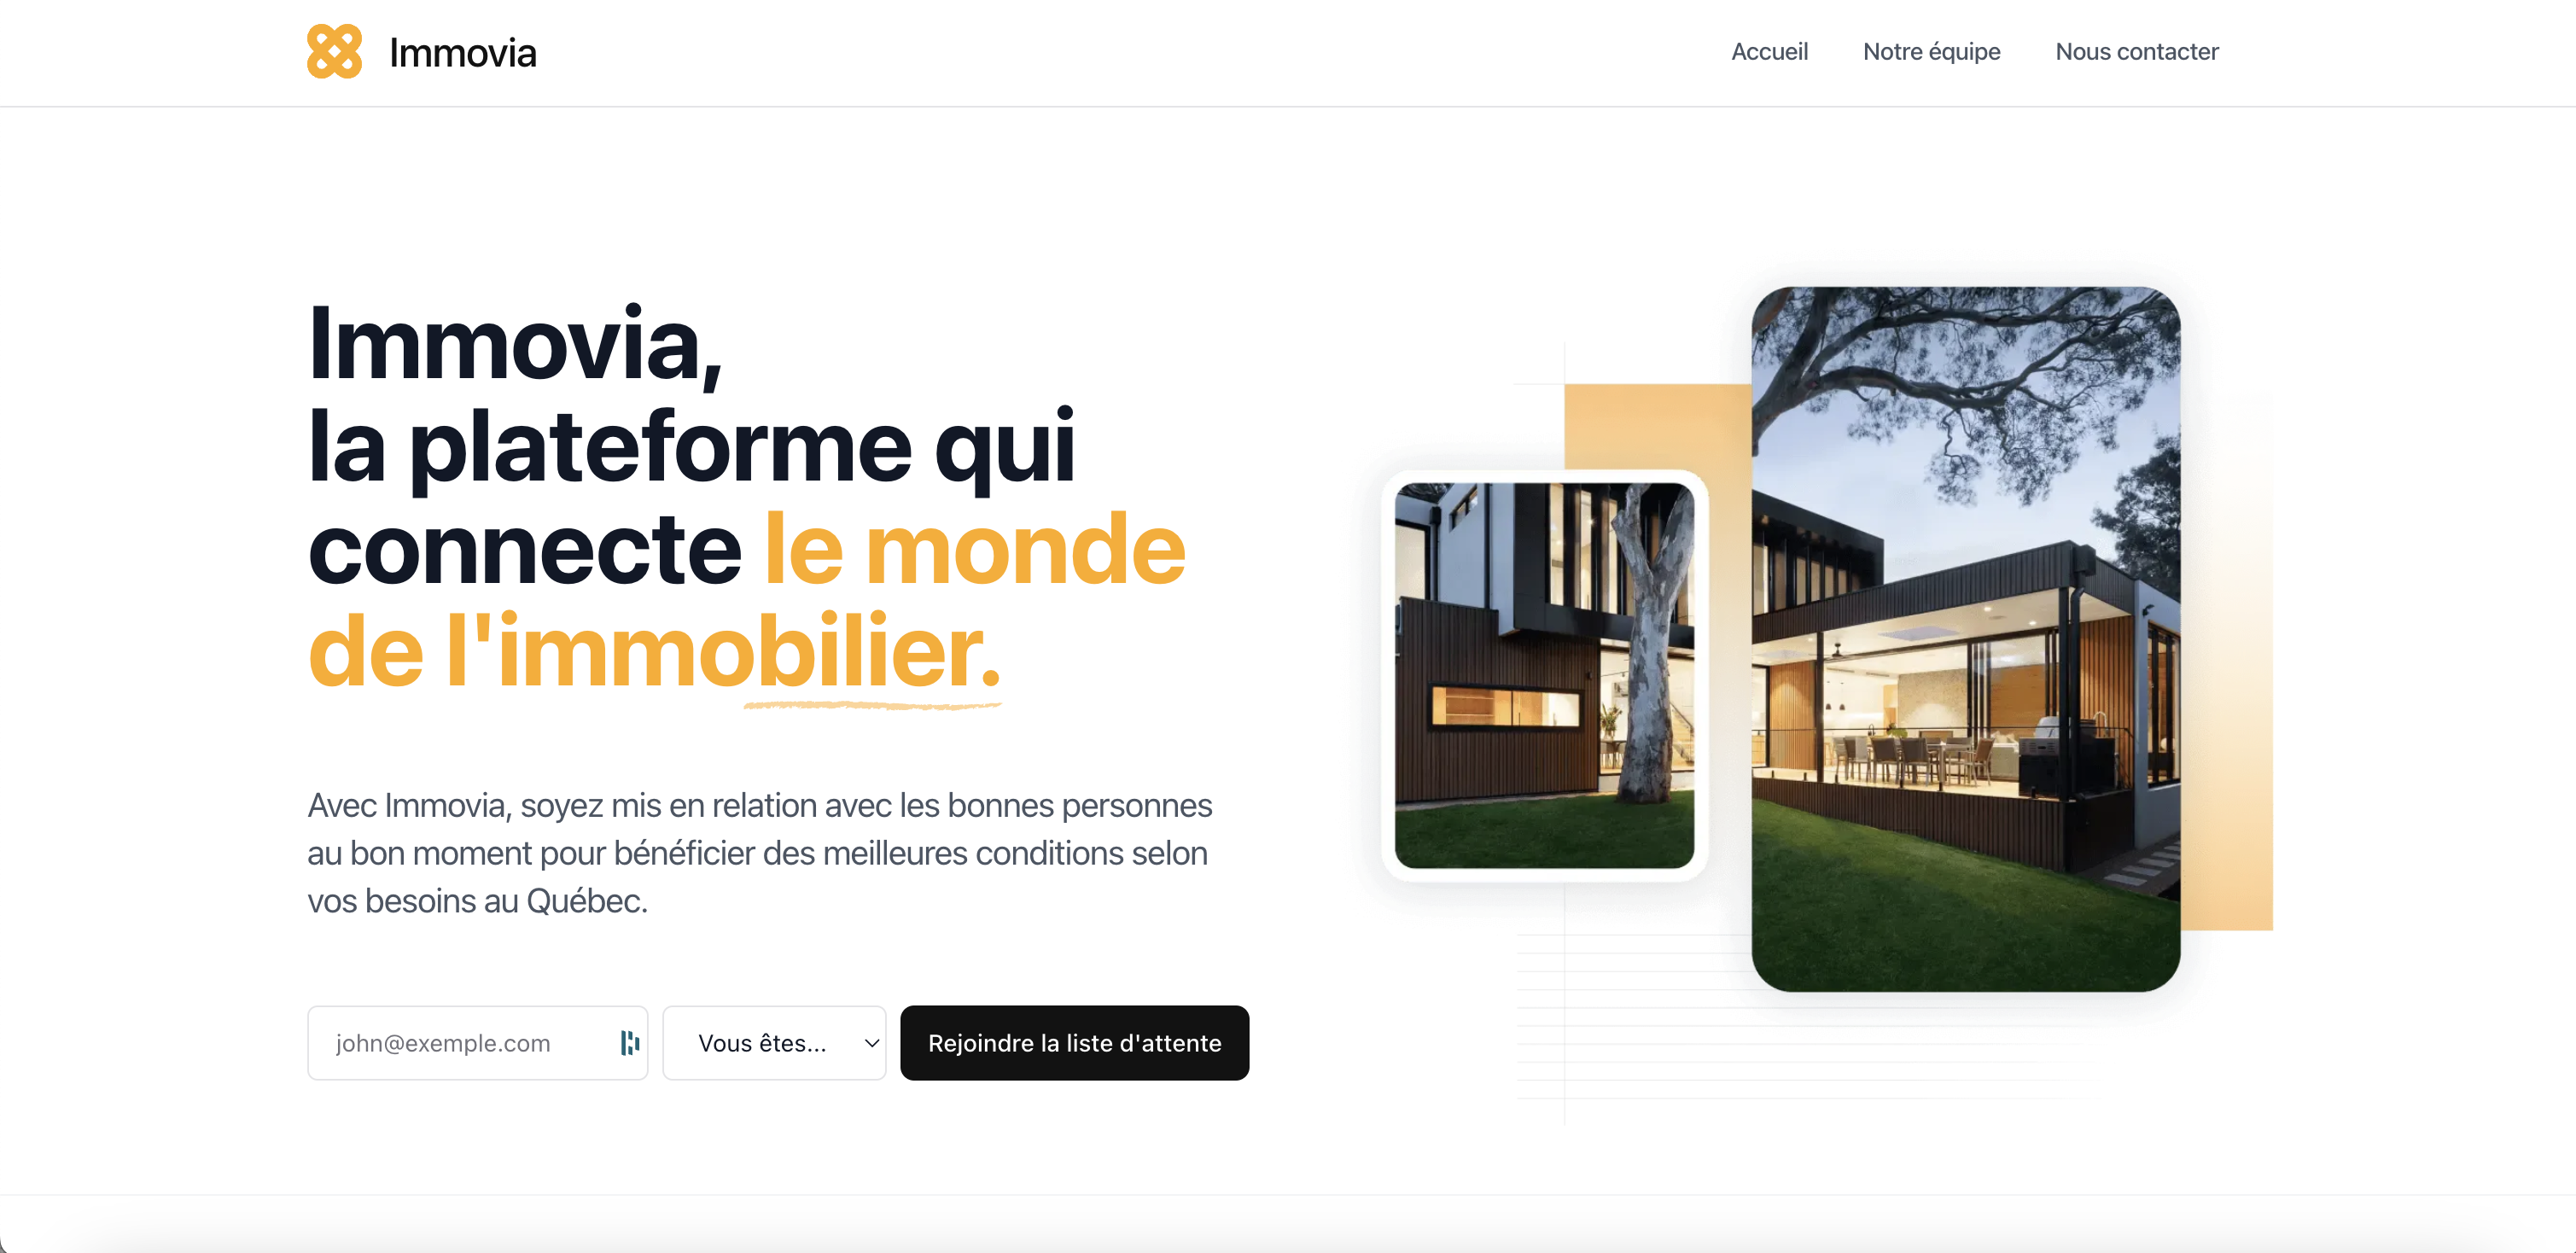 Immovia
Accueil
Notre équipe
Nous contacter
Immovia,
la plateforme qui
connecte le monde
de l'immobilier.
Avec Immovia, soyez mis en relation avec les bonnes personnes
au bon moment pour bénéficier des meilleures conditions selon
vos besoins au Québec.
john@exemple.com
Vous êtes...
Rejoindre la liste d'attente